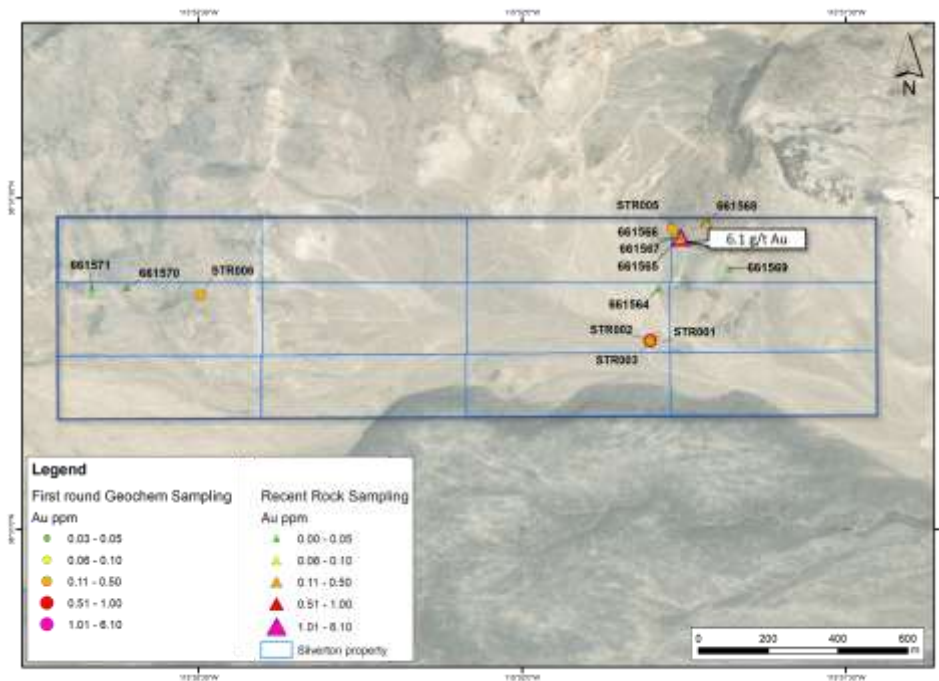 N
STR005
661568
661566
6.1 g/t Au
661567
661565
661569
661571
661570
STR006
661564
STR002
STR001
STR003
Legend
First round Geochem Sampling
Recent Rock Sampling
Au ppm
Au ppm
0.03 - 0.05
0.00 - 0.05
0.06 - 0.10
0.06 - 0.10
0.11 - 0.50
0.11 - 0.50
0.51 - 1.00
0.51 - 1.00
1.01 - 6.10
1.01 - 6.10
Silverton property
0 200 400 600
m